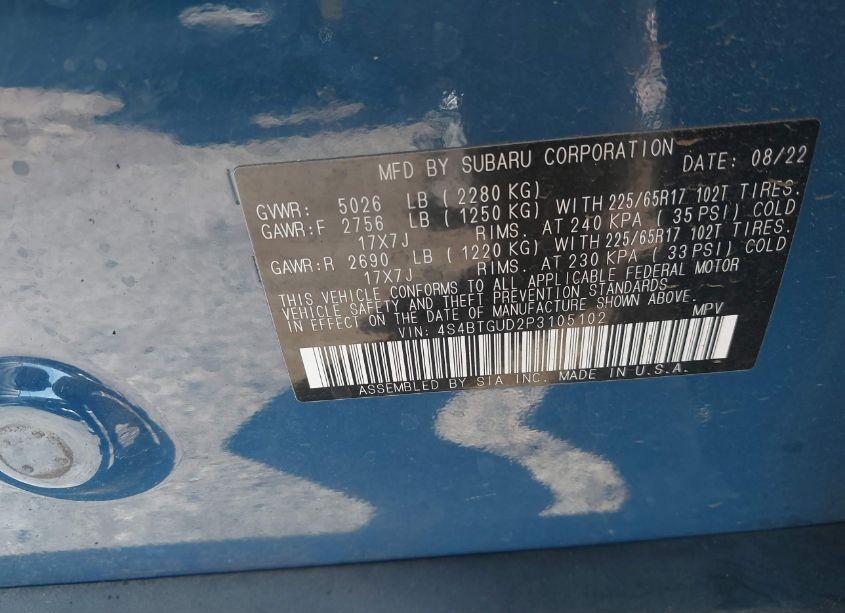 MFD BY SUBARU CORPORATION DATE: 08/22
GVWR: 5026 LB (2280 KG)
GAWR:F 2756 LB (1250 KG) WITH 225/65R17 102T TIRES.
17X7J RIMS. AT 240 KPA (35 PSI) COLD
GAWR:R 2690 LB (1220 KG) WITH 225/65R17 102T TIRES.
17X7J RIMS. AT 230 KPA (33 PSI) COLD
THIS VEHICLE CONFORMS TO ALL APPLICABLE FEDERAL MOTOR
VEHICLE SAFETY AND THEFT PREVENTION STANDARDS
IN EFFECT ON THE DATE OF MANUFACTURE SHOWN ABOVE.
VIN: 4S4BTGUD2P3105102 MPV
ASSEMBLED BY SIA INC. MADE IN U.S.A.